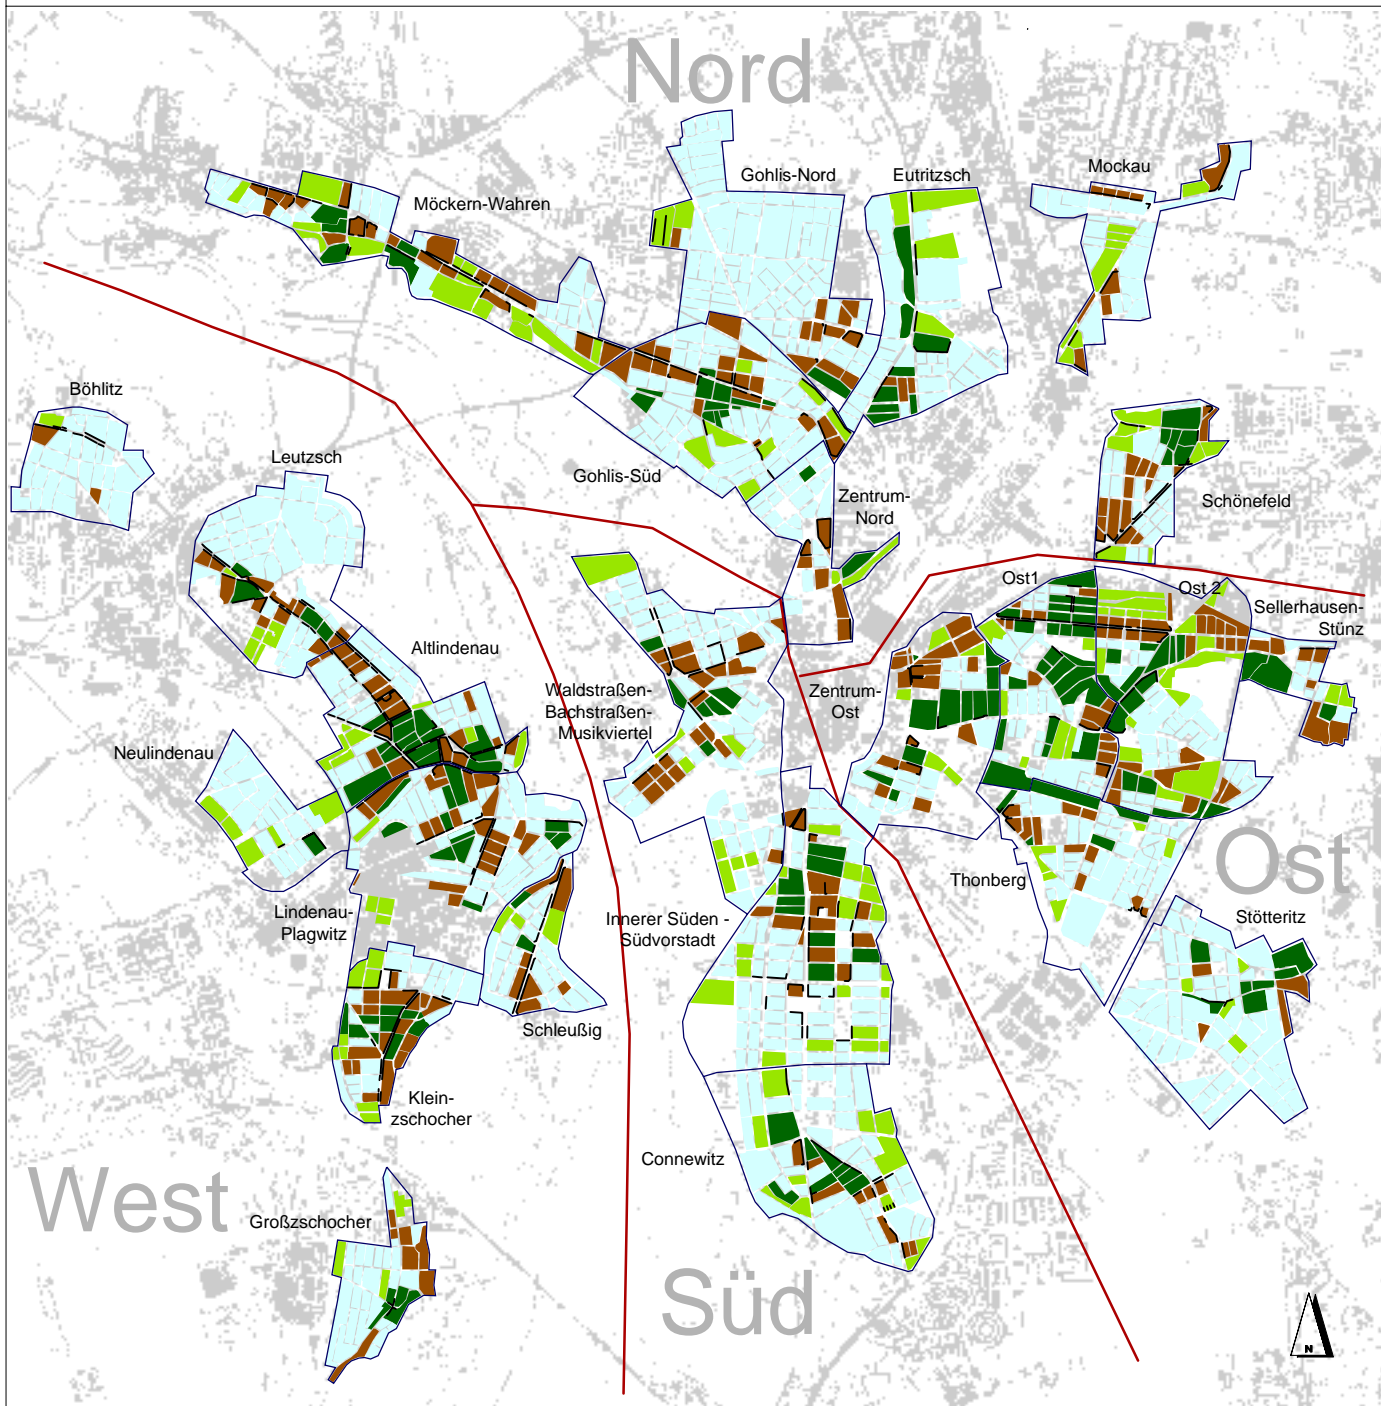 Nord
Mockau
Gohlis-Nord
Eutritzsch
Möckern-Wahren
Böhlitz
Leutzsch
Gohlis-Süd
Zentrum-
Nord
Schönefeld
Ost1
Ost 2
Sellerhausen-
Stünz
Altlindenau
Waldstraßen-
Bachstraßen-
Musikviertel
Zentrum-
Ost
Neulindenau
Ost
Thonberg
Lindenau-
Plagwitz
Innerer Süden -
Südvorstadt
Stötteritz
Schleußig
Klein-
zschocher
Connewitz
West
Großzschocher
Süd
N